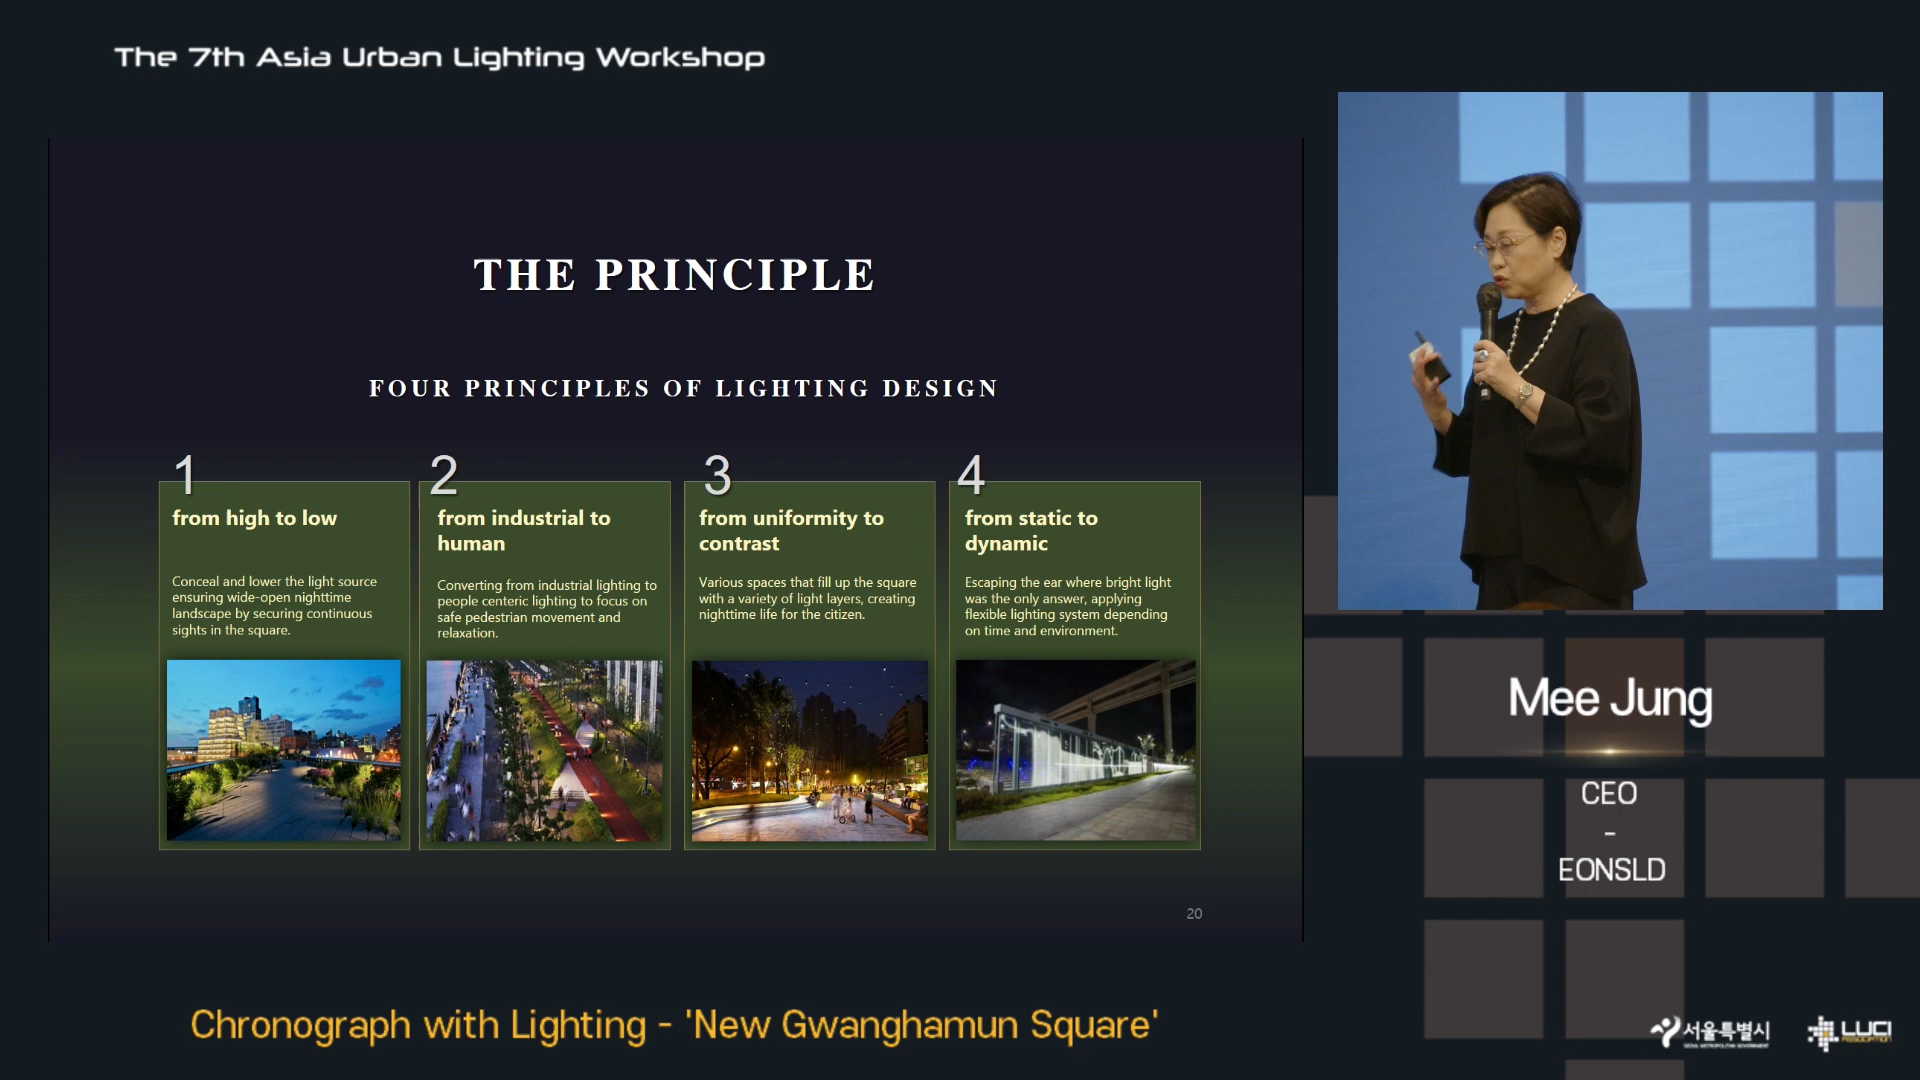 The 7th Asia Urban Lighting Workshop
THE PRINCIPLE
FOUR PRINCIPLES OF LIGHTING DESIGN
1
from high to low
Conceal and lower the light source
ensuring wide-open nighttime
landscape by securing continuous
sights in the square.
2
from industrial to
human
Converting from industrial lighting to
people centeric lighting to focus on
safe pedestrian movement and
relaxation.
3
from uniformity to
contrast
Various spaces that fill up the square
with a variety of light layers, creating
nighttime life for the citizen.
4
from static to
dynamic
Escaping the ear where bright light
was the only answer, applying
flexible lighting system depending
on time and environment.
20
Mee Jung
CEO
-
EONSLD
Chronograph with Lighting - 'New Gwanghamun Square'
서울특별시
SEOUL METROPOLITAN GOVERNMENT
LUCI
ASSOCIATION